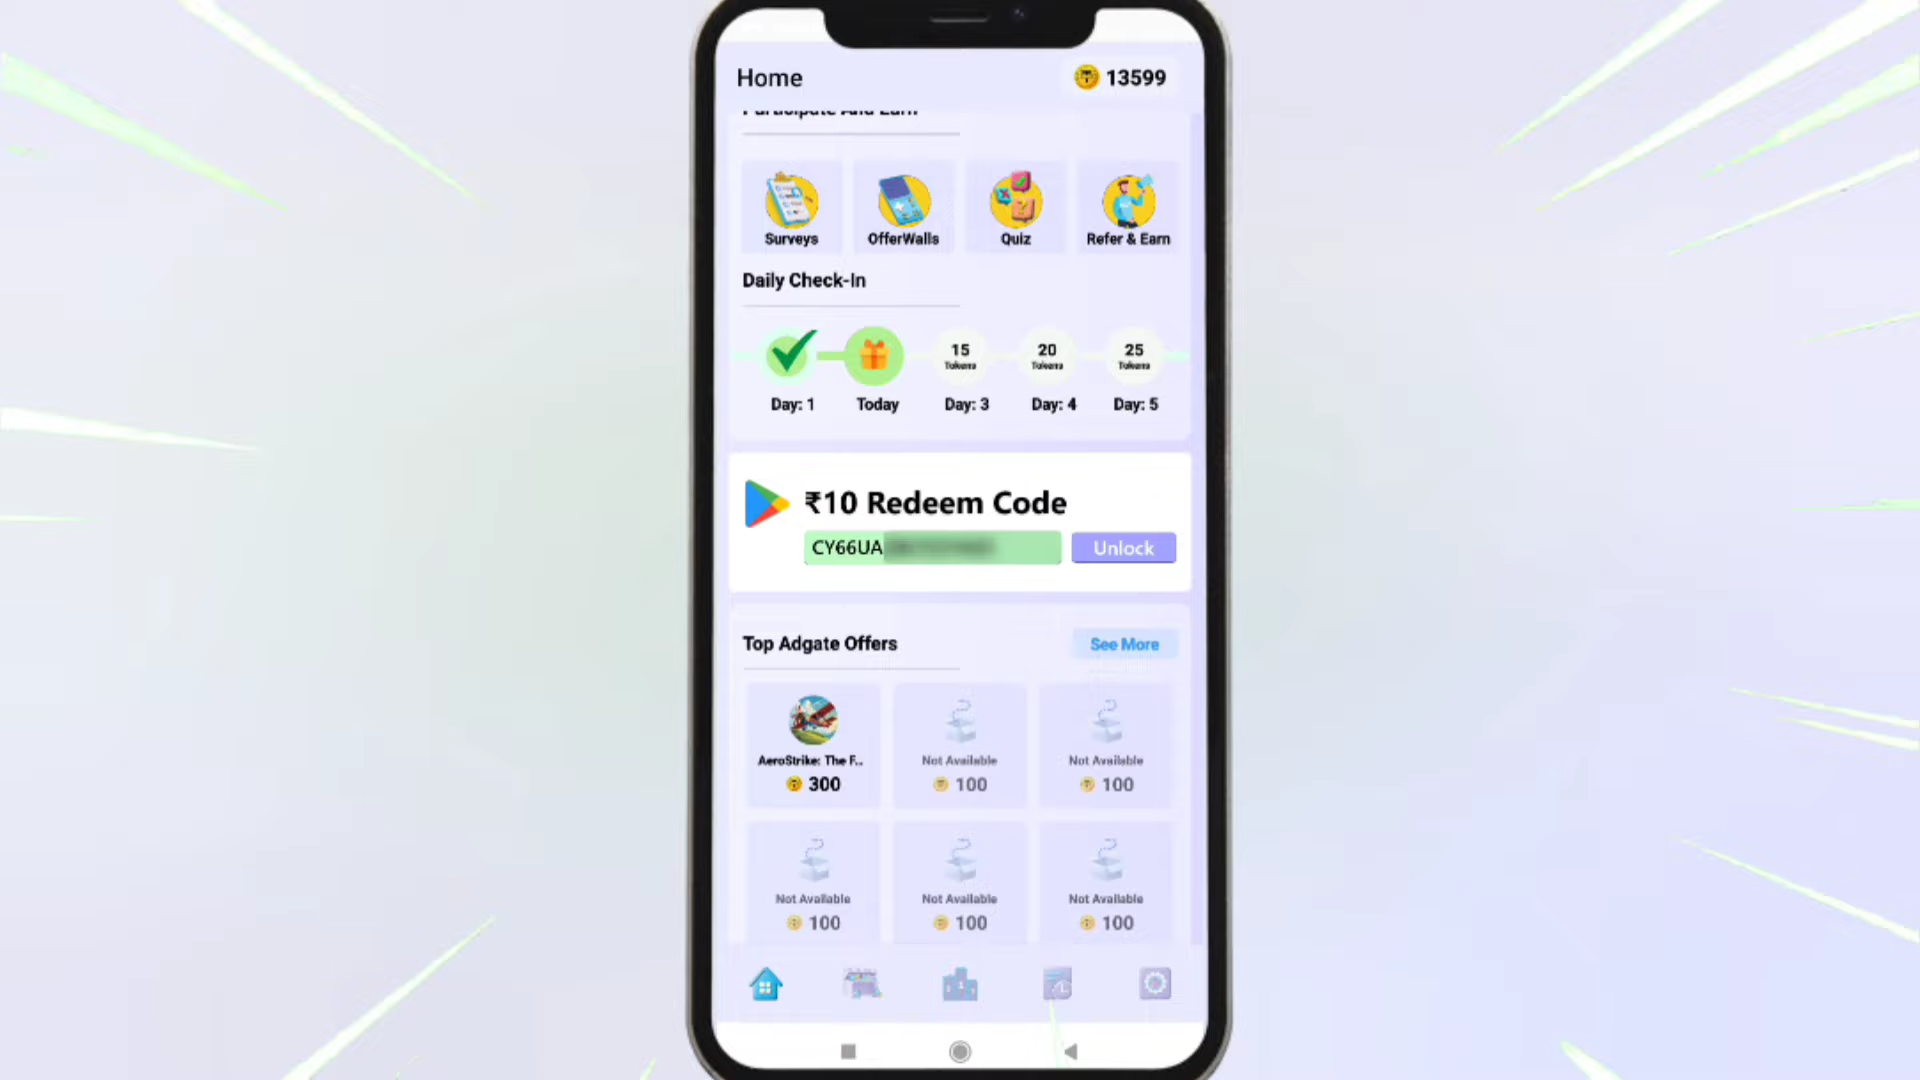 Home
13599
Participate And Earn
Surveys
OfferWalls
Quiz
Refer & Earn
Daily Check-In
15
Tokens
20
Tokens
25
Tokens
Day: 1
Today
Day: 3
Day: 4
Day: 5
₹10 Redeem Code
CY66UA
Unlock
Top Adgate Offers
See More
AeroStrike: The F..
300
Not Available
100
Not Available
100
Not Available
100
Not Available
100
Not Available
100